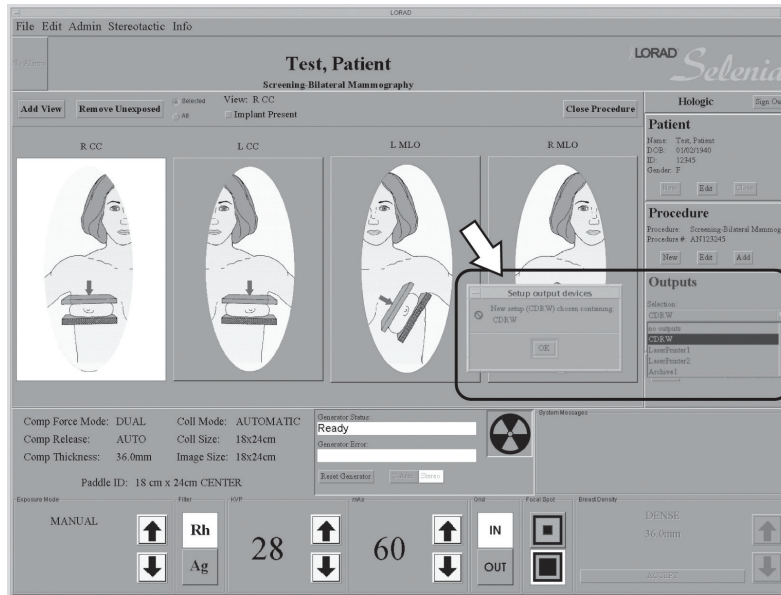 LORAD
File Edit Admin Stereotactic Info
Test, Patient
Screening-Bilateral Mammography
LORAD
Selenia
Add View
Remove Unexposed
Selected
All
View: R CC
Implant Present
Close Procedure
Hologic
Sign Ou
R CC
L CC
L MLO
R MLO
Patient
Name: Test, Patient
DOB: 01/02/1940
ID: 12345
Gender: F
New Edit Close
Procedure
Procedure: Screening-Bilateral Mammog
Procedure #: AN123245
New Edit Add
Outputs
Selection:
CDRW
no outputs
CDRW
LaserPrinter1
LaserPrinter2
Archive1
Setup output devices
New setup (CDRW) chosen containing:
CDRW
OK
Comp Force Mode: DUAL
Comp Release: AUTO
Comp Thickness: 36.0mm
Coll Mode: AUTOMATIC
Coll Size: 18x24cm
Image Size: 18x24cm
Paddle ID: 18 cm x 24cm CENTER
Generator Status:
Ready
Generator Error:
Reset Generator
Stereo
System Messages
Exposure Mode
MANUAL
Filter
Rh
Ag
KVP
28
mAs
60
Grid
IN
OUT
Focal Spot
Breast Density
DENSE
36.0mm
ACCEPT